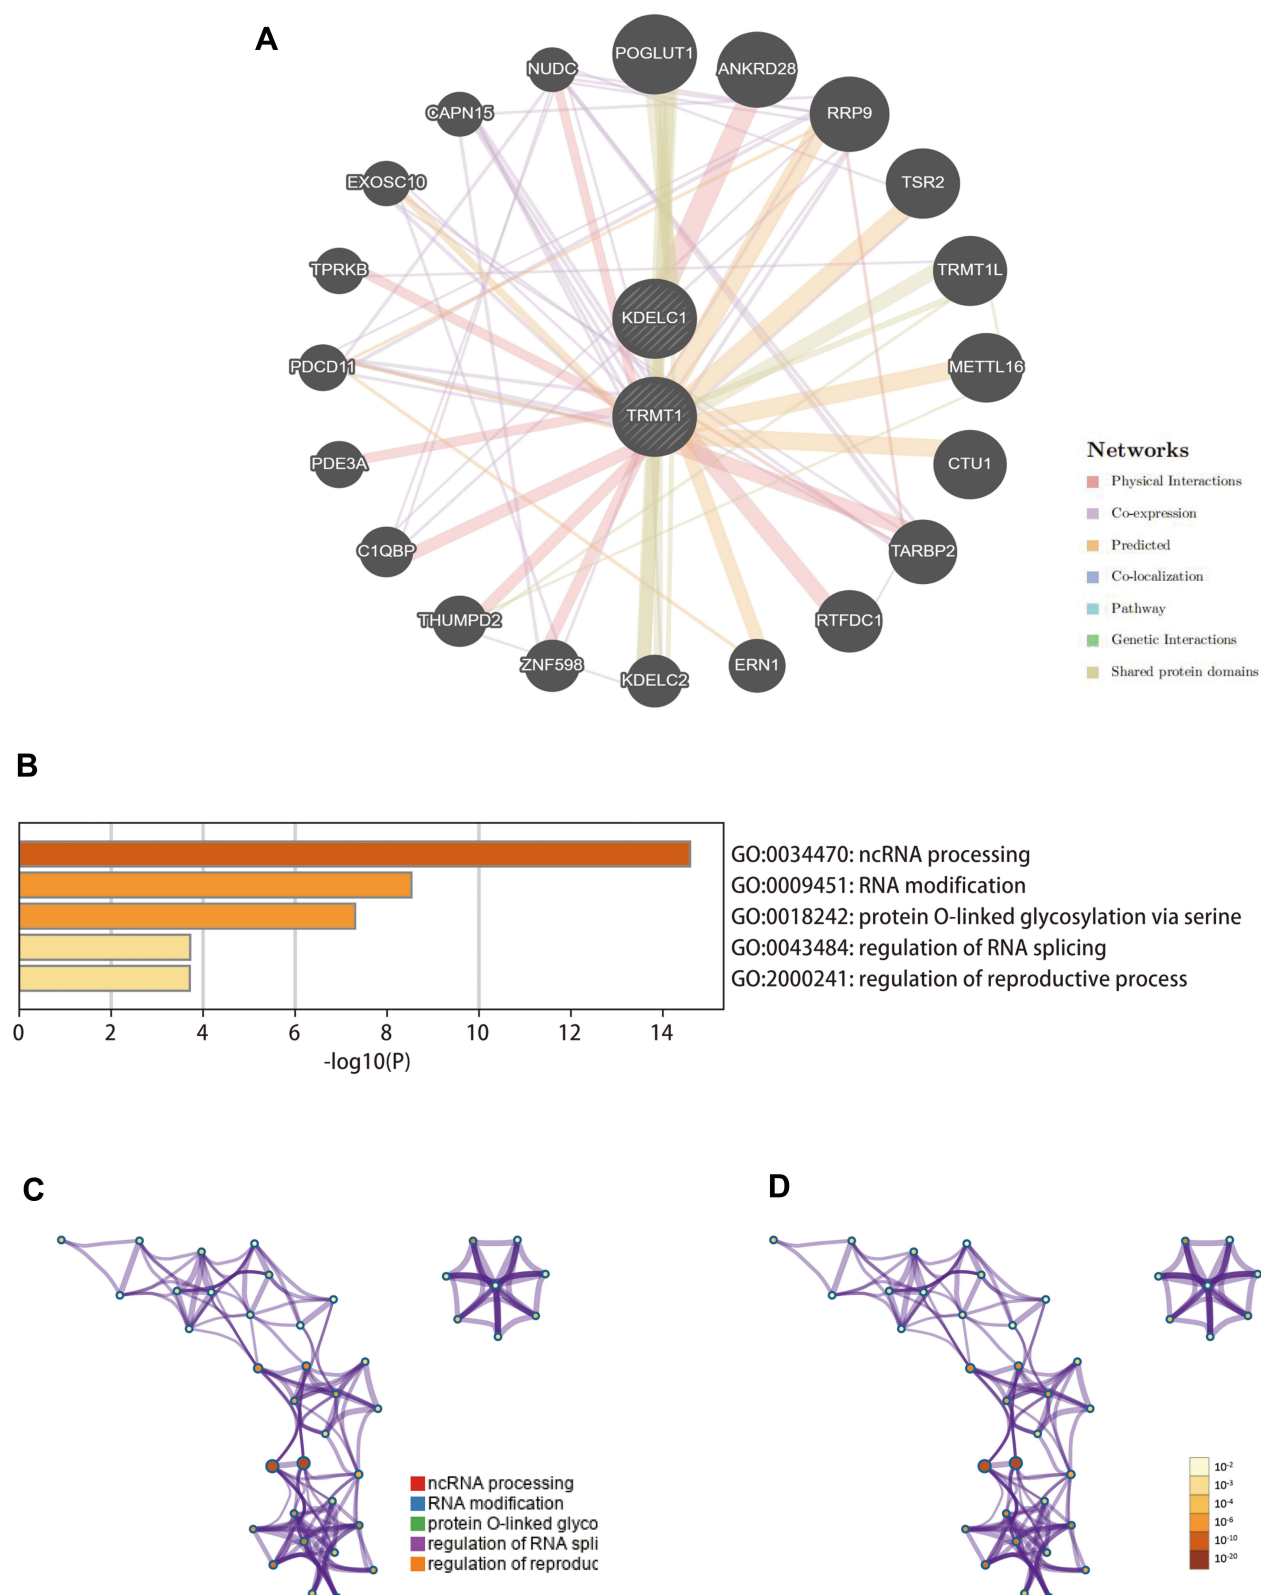 A
POGLUT1
NUDC
ANKRD28
CAPN15
RRP9
EXOSC10
TSR2
TPRKB
TRMT1L
KDELC1
PDCD11
METTL16
TRMT1
PDE3A
CTU1
C1QBP
TARBP2
THUMPD2
RTFDC1
ZNF598
KDELC2
ERN1
Networks
Physical Interactions
Co-expression
Predicted
Co-localization
Pathway
Genetic Interactions
Shared protein domains
B
GO:0034470: ncRNA processing
GO:0009451: RNA modification
GO:0018242: protein O-linked glycosylation via serine
GO:0043484: regulation of RNA splicing
GO:2000241: regulation of reproductive process
0 2 4 6 8 10 12 14
-log10(P)
C
ncRNA processing
RNA modification
protein O-linked glyco
regulation of RNA spli
regulation of reproduc
D
10-2
10-3
10-4
10-6
10-10
10-20